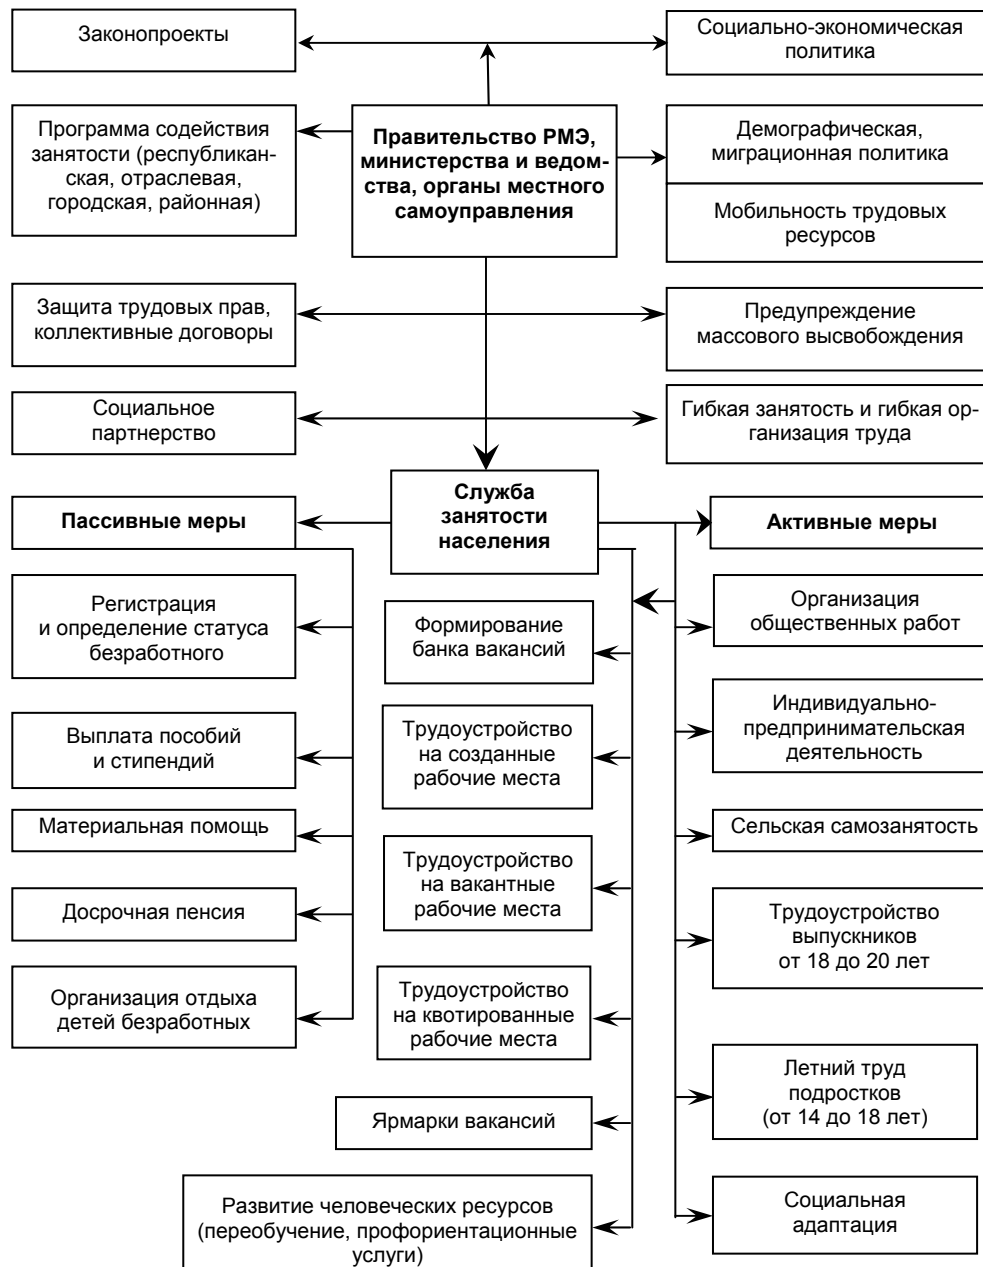 Законопроекты
Социально-экономическая
политика
Программа содействия
занятости (республикан-
ская, отраслевая,
городская, районная)
Правительство РМЭ,
министерства и ведом-
ства, органы местного
самоуправления
Демографическая,
миграционная политика
Мобильность трудовых
ресурсов
Защита трудовых прав,
коллективные договоры
Предупреждение
массового высвобождения
Социальное
партнерство
Гибкая занятость и гибкая ор-
ганизация труда
Служба
занятости
населения
Пассивные меры
Активные меры
Регистрация
и определение статуса
безработного
Выплата пособий
и стипендий
Материальная помощь
Досрочная пенсия
Организация отдыха
детей безработных
Формирование
банка вакансий
Трудоустройство
на созданные
рабочие места
Трудоустройство
на вакантные
рабочие места
Трудоустройство
на квотированные
рабочие места
Ярмарки вакансий
Развитие человеческих ресурсов
(переобучение, профориентационные
услуги)
Организация
общественных работ
Индивидуально-
предпринимательская
деятельность
Сельская самозанятость
Трудоустройство
выпускников
от 18 до 20 лет
Летний труд
подростков
(от 14 до 18 лет)
Социальная
адаптация